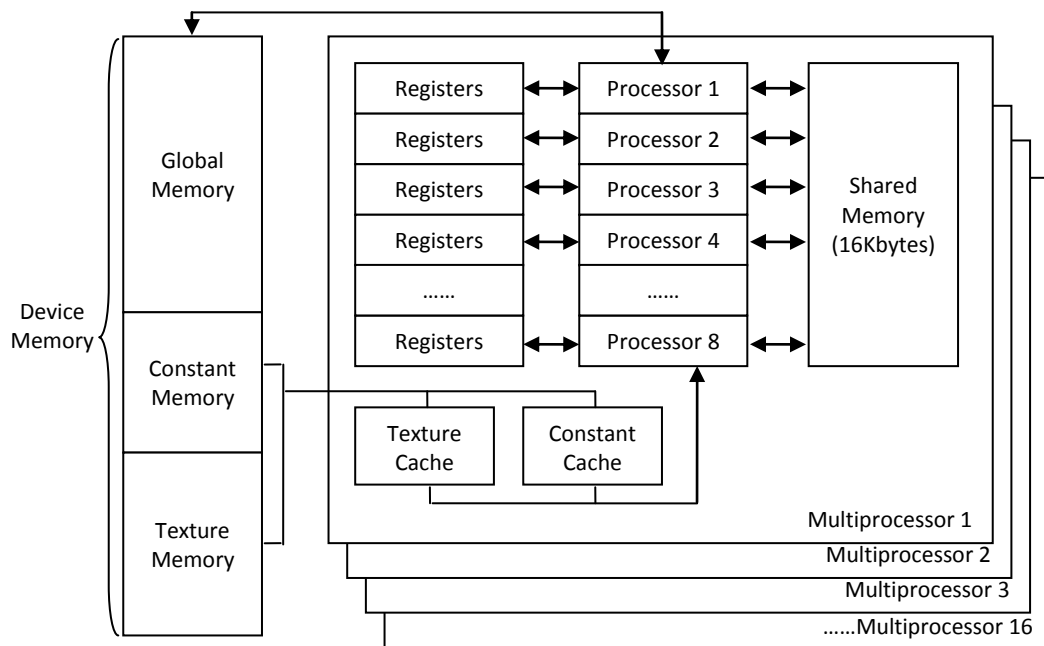 Device
Memory
Global
Memory
Constant
Memory
Texture
Memory
Registers
Processor 1
Registers
Processor 2
Registers
Processor 3
Registers
Processor 4
……
……
Registers
Processor 8
Shared
Memory
(16Kbytes)
Texture
Cache
Constant
Cache
Multiprocessor 1
Multiprocessor 2
Multiprocessor 3
……Multiprocessor 16